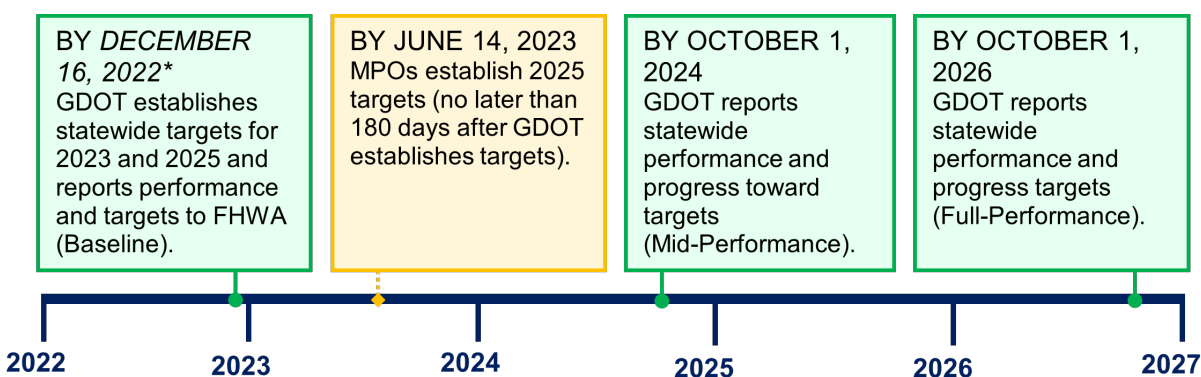 BY DECEMBER
16, 2022*
GDOT establishes
statewide targets for
2023 and 2025 and
reports performance
and targets to FHWA
(Baseline).
BY JUNE 14, 2023
MPOs establish 2025
targets (no later than
180 days after GDOT
establishes targets).
BY OCTOBER 1,
2024
GDOT reports
statewide
performance and
progress toward
targets
(Mid-Performance).
BY OCTOBER 1,
2026
GDOT reports
statewide
performance and
progress targets
(Full-Performance).
2022
2023
2024
2025
2026
2027